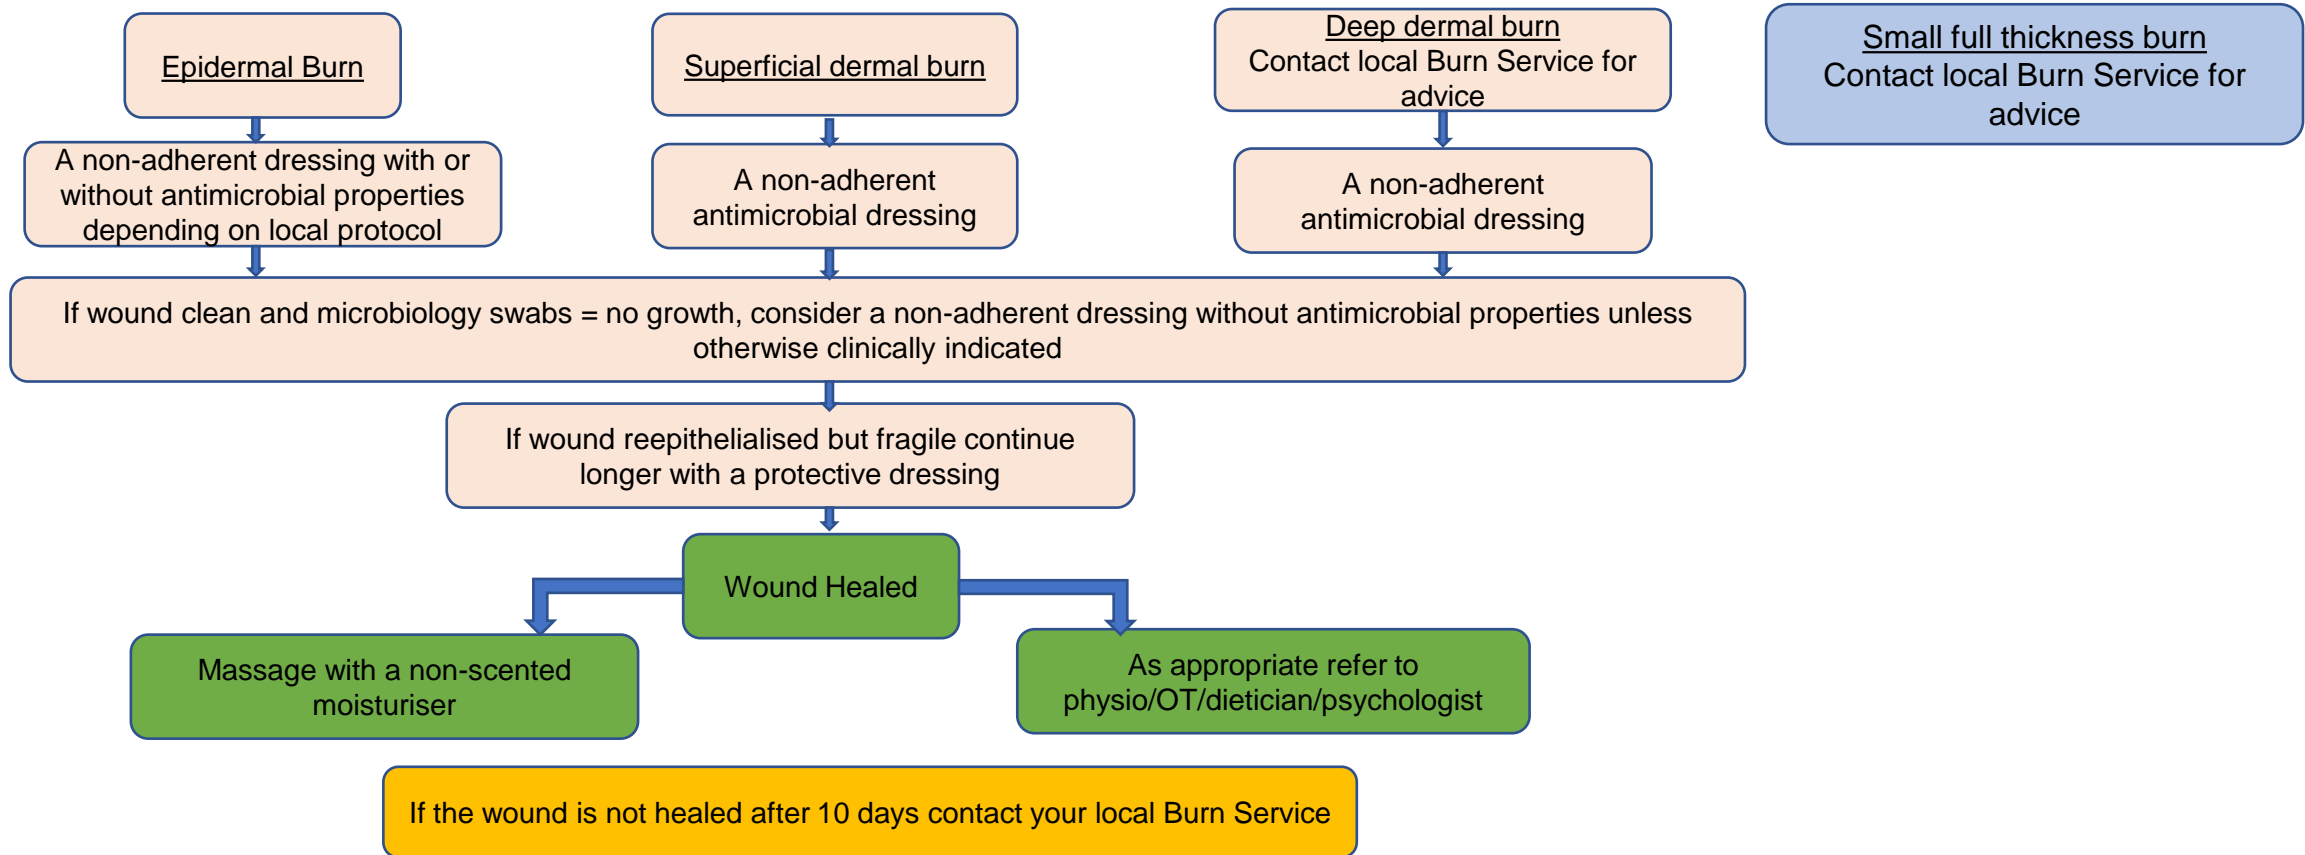 Epidermal Burn
Superficial dermal burn
Deep dermal burn
Contact local Burn Service for
advice
Small full thickness burn
Contact local Burn Service for
advice
A non-adherent dressing with or
without antimicrobial properties
depending on local protocol
A non-adherent
antimicrobial dressing
A non-adherent
antimicrobial dressing
If wound clean and microbiology swabs = no growth, consider a non-adherent dressing without antimicrobial properties unless
otherwise clinically indicated
If wound reepithelialised but fragile continue
longer with a protective dressing
Wound Healed
Massage with a non-scented
moisturiser
As appropriate refer to
physio/OT/dietician/psychologist
If the wound is not healed after 10 days contact your local Burn Service